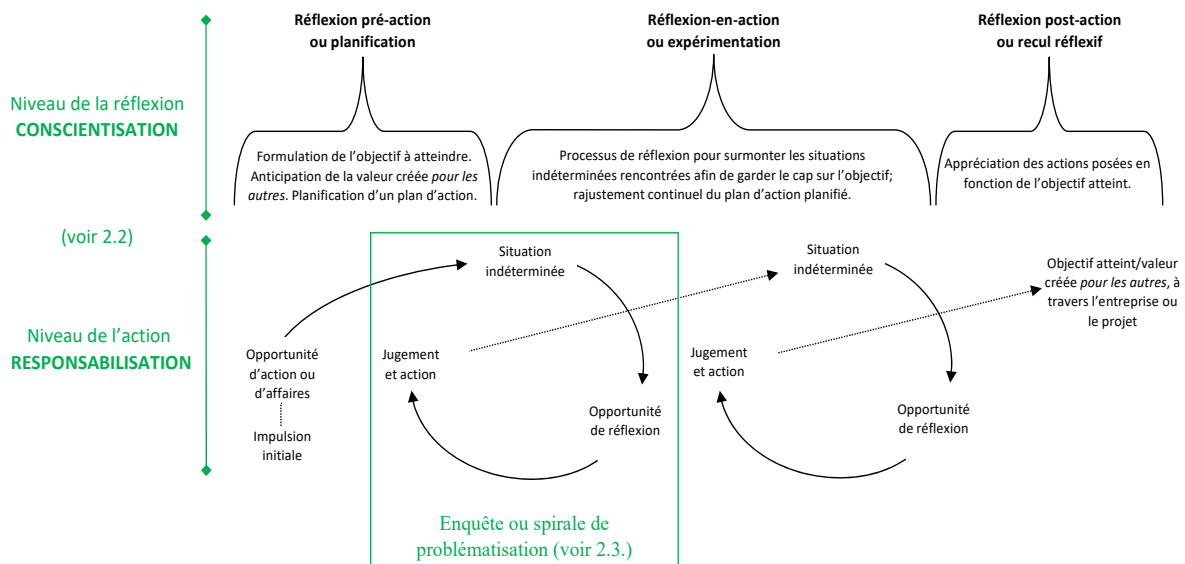 Réflexion pré-action
ou planification
Réflexion-en-action
ou expérimentation
Réflexion post-action
ou recul réflexif
Niveau de la réflexion
CONSCIENTISATION
Formulation de l'objectif à atteindre.
Anticipation de la valeur créée pour les
autres. Planification d'un plan d'action.
Processus de réflexion pour surmonter les situations
indéterminées rencontrées afin de garder le cap sur l'objectif;
rajustement continuel du plan d'action planifié.
Appréciation des actions posées en
fonction de l'objectif atteint.
(voir 2.2)
Niveau de l'action
RESPONSABILISATION
Opportunité
d'action ou
d'affaires
Impulsion
initiale
Situation
indéterminée
Jugement
et action
Opportunité
de réflexion
Situation
indéterminée
Jugement
et action
Opportunité
de réflexion
Objectif atteint/valeur
créée pour les autres, à
travers l'entreprise ou
le projet
Enquête ou spirale de
problématisation (voir 2.3.)